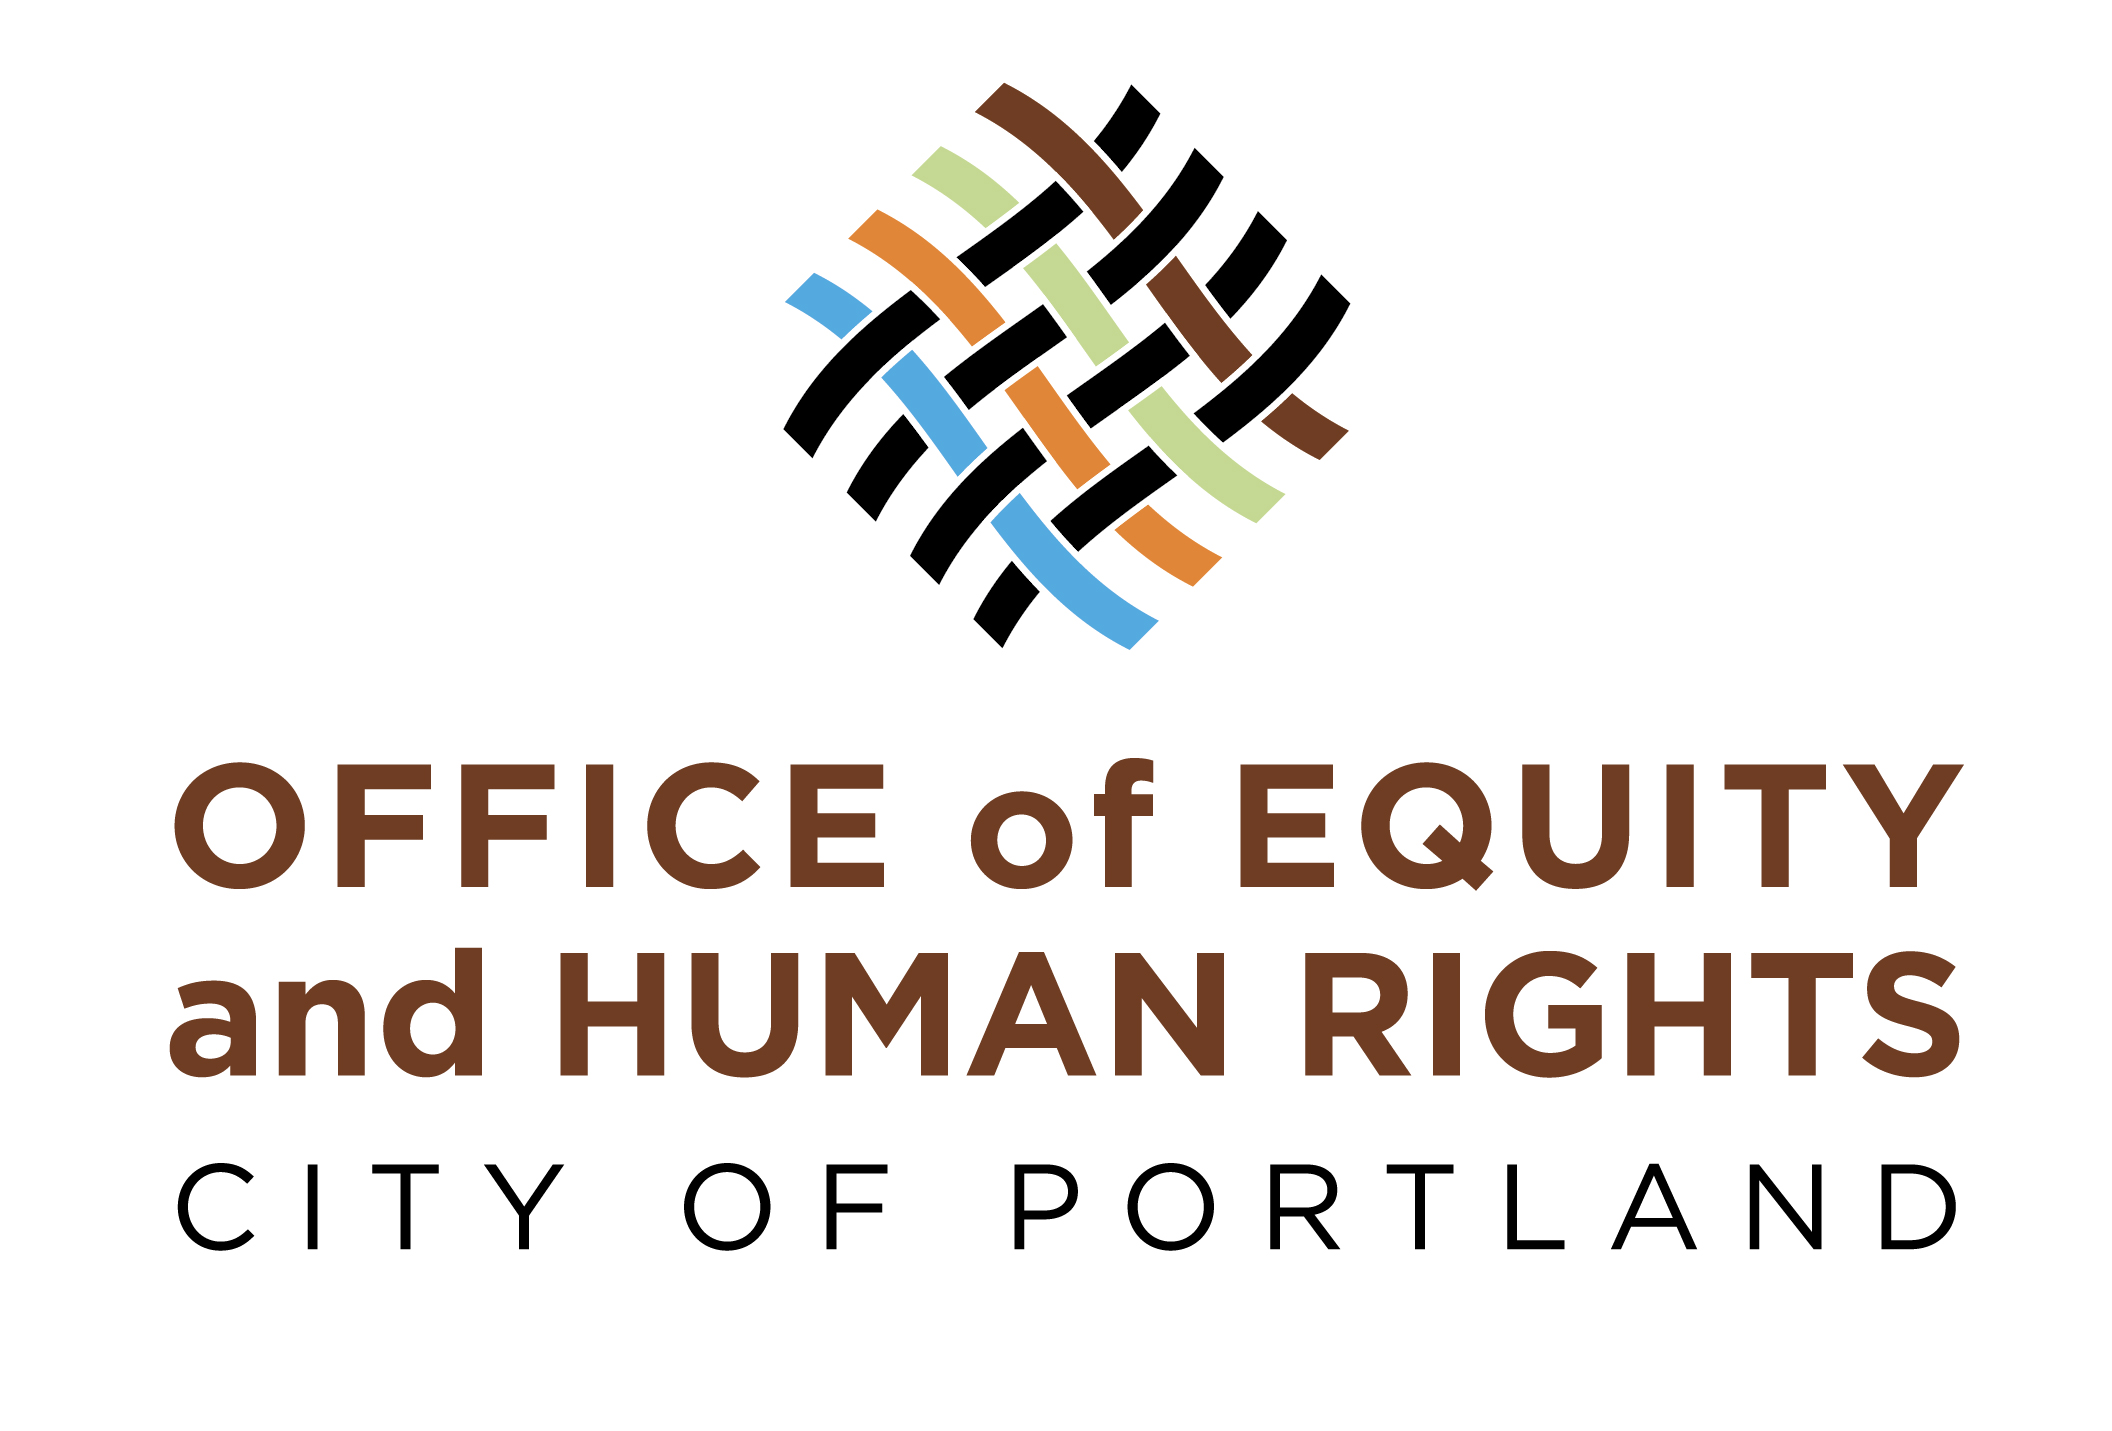 OFFICE of EQUITY
and HUMAN RIGHTS
CITY OF PORTLAND